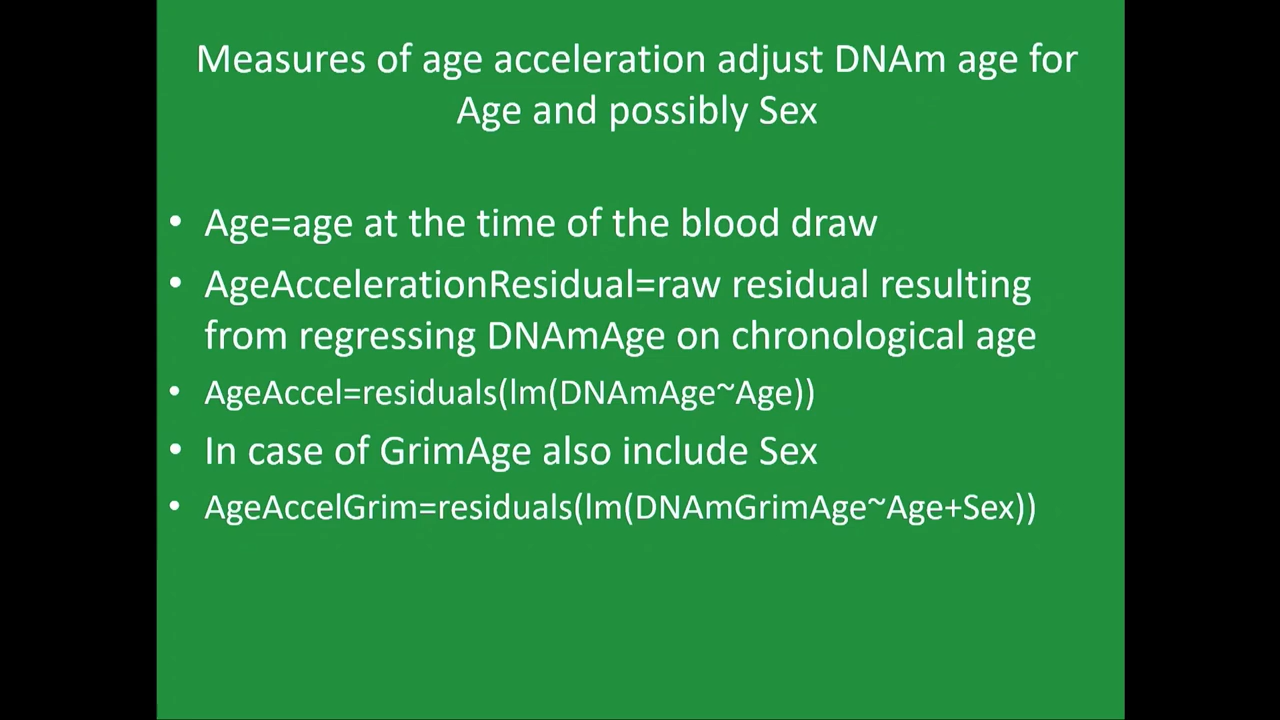 Measures of age acceleration adjust DNAm age for
Age and possibly Sex
• Age=age at the time of the blood draw
• AgeAccelerationResidual=raw residual resulting
from regressing DNAmAge on chronological age
• AgeAccel=residuals(lm(DNAmAge~Age))
• In case of GrimAge also include Sex
• AgeAccelGrim=residuals(lm(DNAmGrimAge~Age+Sex))